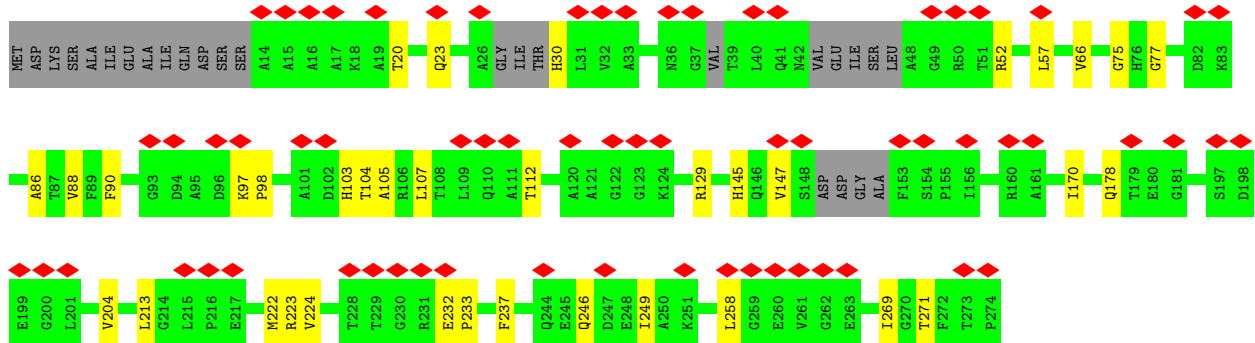 MET ASP LYS SER ALA ILE GLU ALA ILE GLN ASP SER SER A14 A15 A16 A17 K18 A19 T20 Q23 A26 GLY ILE THR H30 L31 V32 A33 N36 G37 VAL T39 L40 Q41 N42 VAL GLU ILE SER LEU A48 G49 R50 T51 R52 L57 V66 G75 H76 G77 D82 K83
A86 T87 V88 F89 F90 G93 D94 A95 D96 K97 P98 A101 D102 H103 T104 A105 R106 L107 T108 L109 Q110 A111 T112 A120 A121 G122 G123 K124 R129 H145 Q146 V147 S148 ASP ASP GLY ALA F153 S154 P155 I156 R160 A161 I170 Q178 T179 E180 G181 S197 D198
E199 G200 L201 V204 L213 G214 L215 P216 E217 M222 R223 V224 T228 T229 G230 R231 E232 P233 F237 Q244 E245 Q246 D247 E248 I249 A250 K251 L258 G259 E260 V261 G262 E263 I269 G270 T271 F272 T273 P274